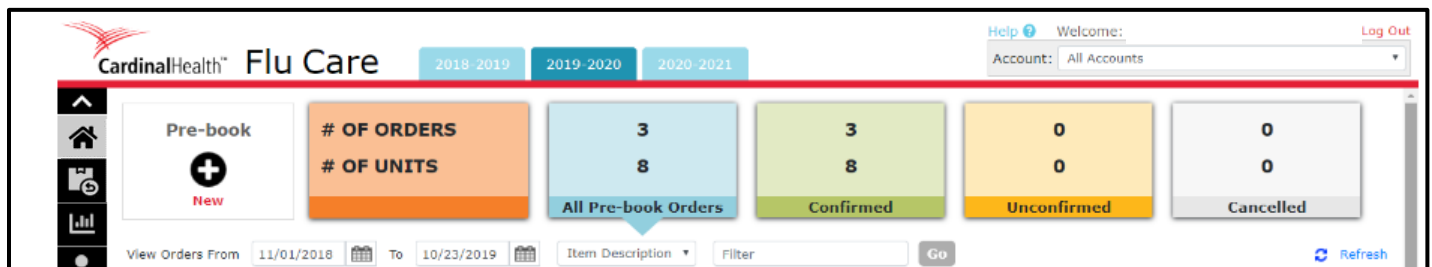 Help ? Welcome: Log Out
CardinalHealth™ Flu Care 2018-2019 2019-2020 2020-2021 Account: All Accounts
Pre-book
New
# OF ORDERS 3 3 0 0
# OF UNITS 8 8 0 0
All Pre-book Orders Confirmed Unconfirmed Cancelled
View Orders From 11/01/2018 To 10/23/2019 Item Description Filter Go Refresh